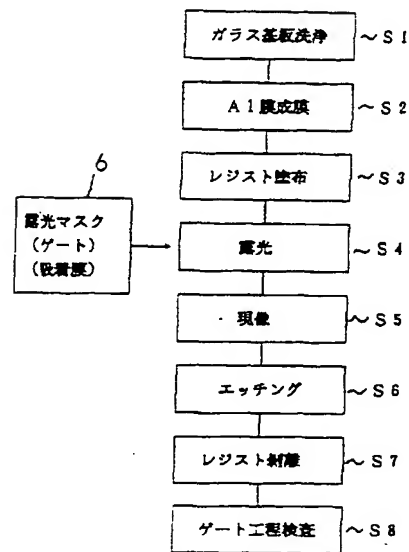 ガラス基板洗浄 ~S1
Al膜成膜 ~S2
レジスト塗布 ~S3
6
露光マスク
(ゲート)
(吸着膜)
露光 ~S4
現像 ~S5
エッチング ~S6
レジスト剥離 ~S7
ゲート工程検査 ~S8